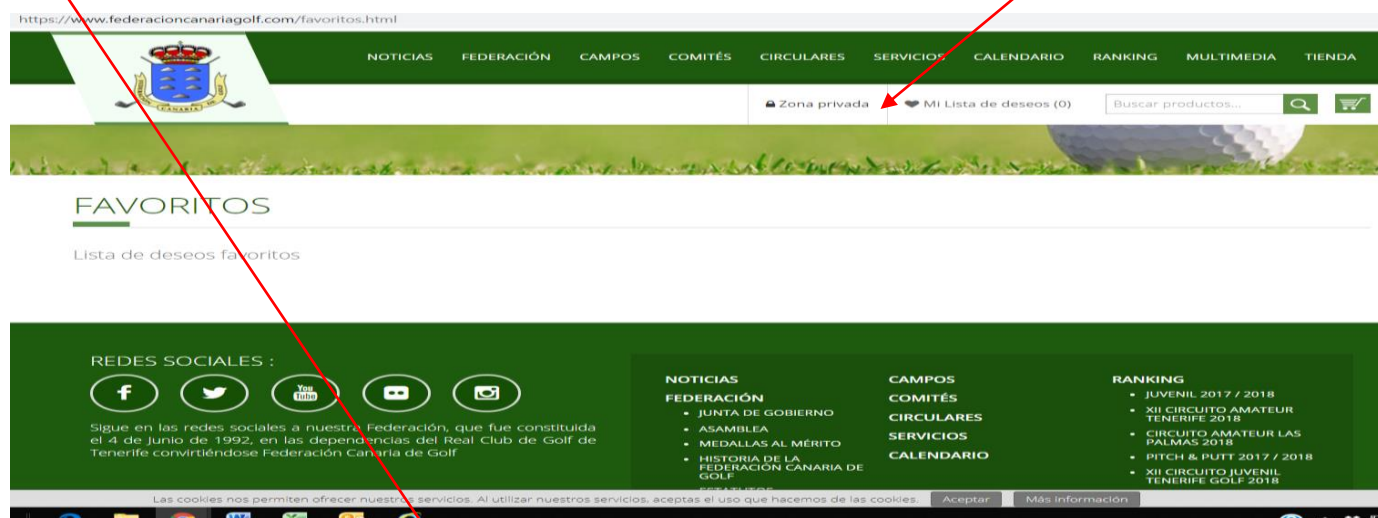 https://www.federacioncanariagolf.com/favoritos.html
NOTICIAS FEDERACIÓN CAMPOS COMITÉS CIRCULARES SERVICIOS CALENDARIO RANKING MULTIMEDIA TIENDA
Zona privada Mi Lista de deseos (0) Buscar productos...
FAVORITOS
Lista de deseos favoritos
REDES SOCIALES :
You
Tube
Sigue en las redes sociales a nuestra Federación, que fue constituida
el 4 de Junio de 1992, en las dependencias del Real Club de Golf de
Tenerife convirtiéndose Federación Canaria de Golf
NOTICIAS
FEDERACIÓN
JUNTA DE GOBIERNO
ASAMBLEA
MEDALLAS AL MÉRITO
HISTORIA DE LA
FEDERACIÓN CANARIA DE
GOLF
ESTATUTOS
CAMPOS
COMITÉS
CIRCULARES
SERVICIOS
CALENDARIO
RANKING
JUVENIL 2017 / 2018
XII CIRCUITO AMATEUR
TENERIFE 2018
CIRCUITO AMATEUR LAS
PALMAS 2018
PITCH & PUTT 2017 / 2018
XII CIRCUITO JUVENIL
TENERIFE GOLF 2018
Las cookies nos permiten ofrecer nuestros servicios. Al utilizar nuestros servicios, aceptas el uso que hacemos de las cookies. Aceptar Más información